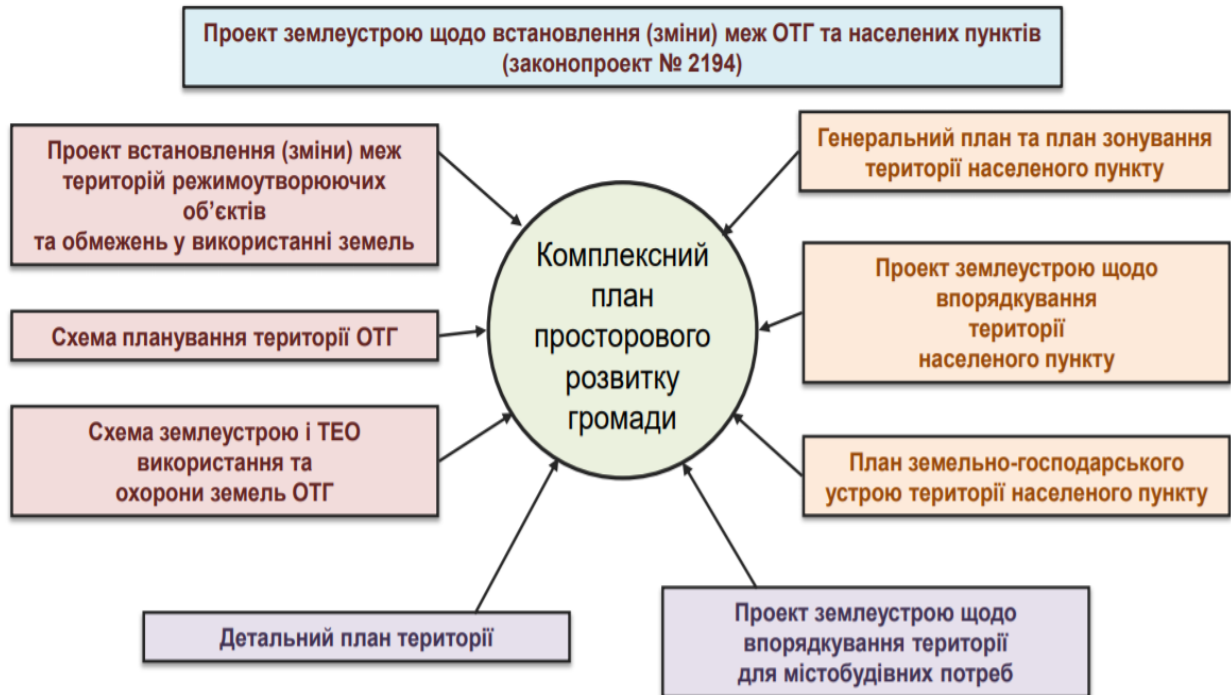 Проект землеустрою щодо встановлення (зміни) меж ОТГ та населених пунктів
(законопроект № 2194)
Проект встановлення (зміни) меж
територій режимоутворюючих
об’єктів
та обмежень у використанні земель
Схема планування території ОТГ
Схема землеустрою і ТЕО
використання та
охорони земель ОТГ
Комплексний
план
просторового
розвитку
громади
Генеральний план та план зонування
території населеного пункту
Проект землеустрою щодо
впорядкування
території
населеного пункту
План земельно-господарського
устрою території населеного пункту
Детальний план території
Проект землеустрою щодо
впорядкування території
для містобудівних потреб